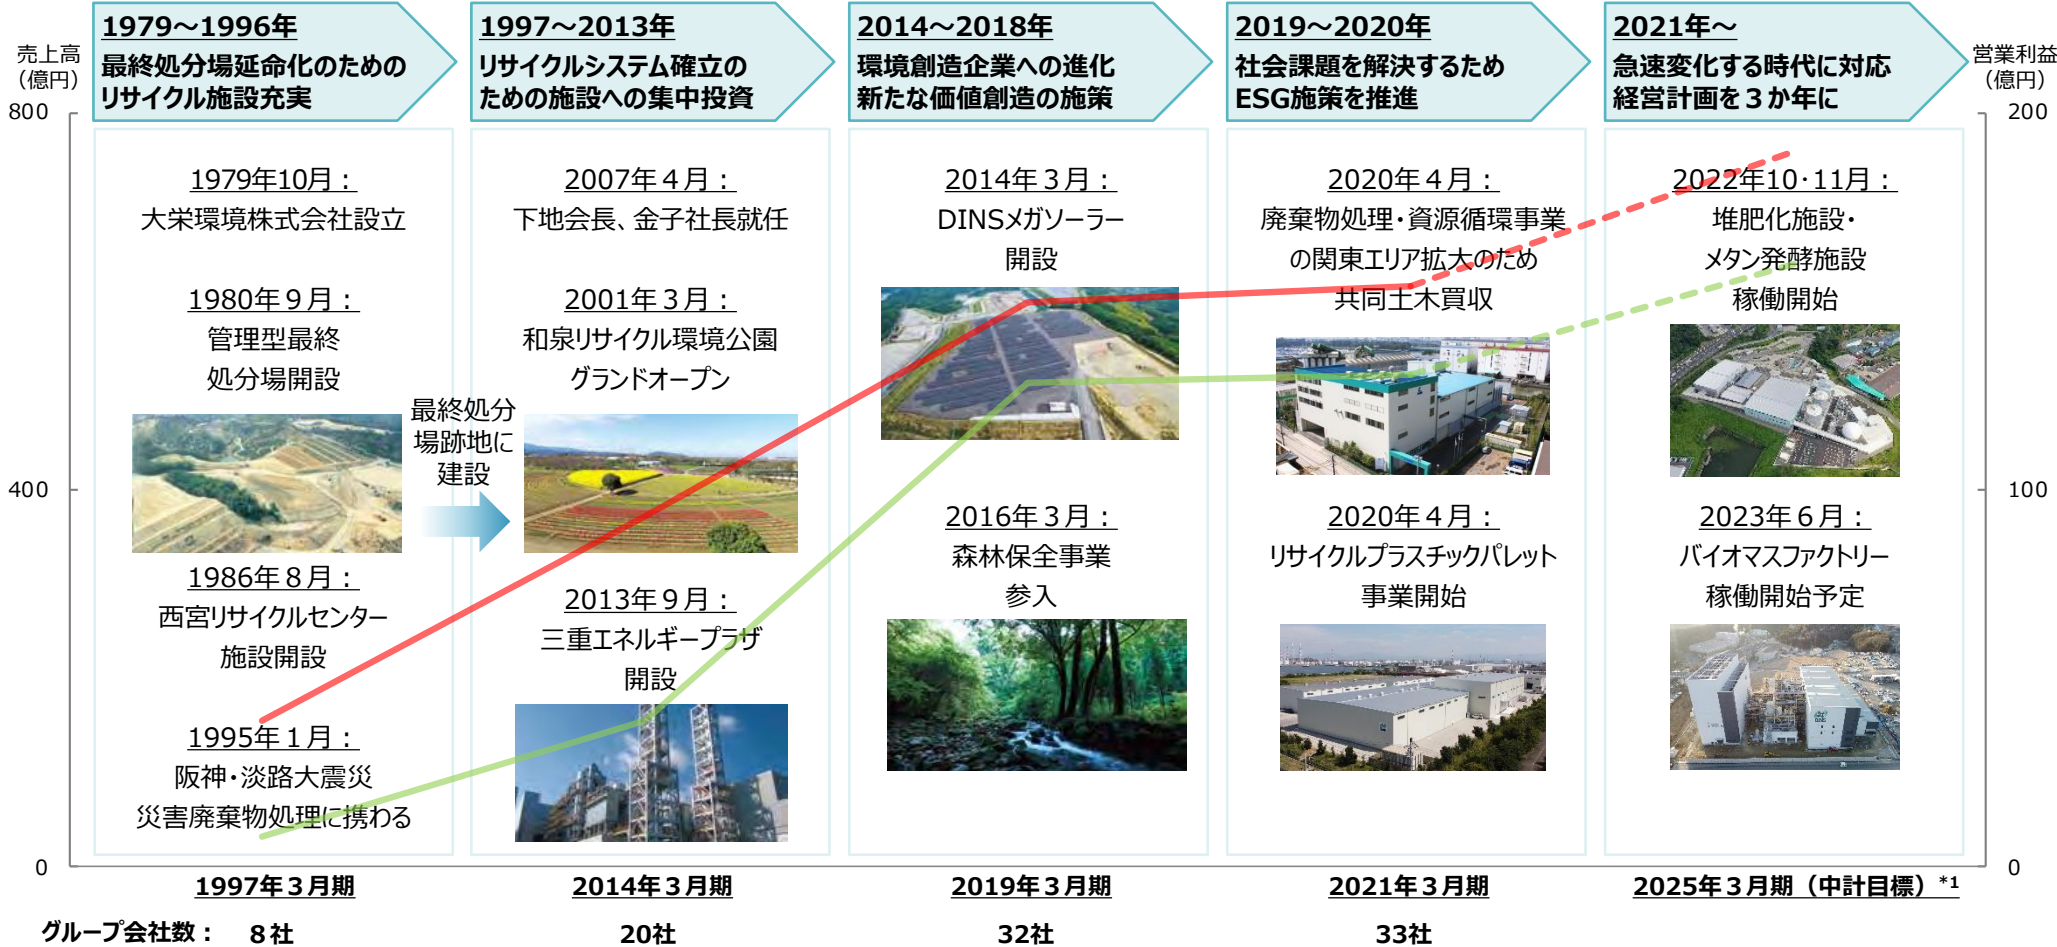 売上高
（億円）
800
400
0
1979～1996年
最終処分場延命化のための
リサイクル施設充実
1979年10月：
大栄環境株式会社設立
1980年９月：
管理型最終
処分場開設
1986年８月：
西宮リサイクルセンター
施設開設
1995年１月：
阪神・淡路大震災
災害廃棄物処理に携わる
最終処分
場跡地に
建設
1997～2013年
リサイクルシステム確立の
ための施設への集中投資
2007年４月：
下地会長、金子社長就任
2001年３月：
和泉リサイクル環境公園
グランドオープン
2013年９月：
三重エネルギープラザ
開設
2014～2018年
環境創造企業への進化
新たな価値創造の施策
2014年３月：
DINSメガソーラー
開設
2016年３月：
森林保全事業
参入
2019～2020年
社会課題を解決するため
ESG施策を推進
2020年４月：
廃棄物処理・資源循環事業
の関東エリア拡大のため
共同土木買収
2020年４月：
リサイクルプラスチックパレット
事業開始
2021年～
急速変化する時代に対応
経営計画を３か年に
2022年10・11月：
堆肥化施設・
メタン発酵施設
稼働開始
2023年６月：
バイオマスファクトリー
稼働開始予定
営業利益
（億円）
200
100
0
1997年３月期
2014年３月期
2019年３月期
2021年３月期
2025年３月期（中計目標）*1
グループ会社数： ８社 20社 32社 33社